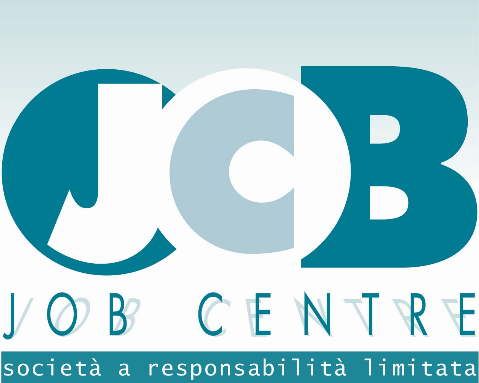 JCB
JOB CENTRE
società a responsabilità limitata